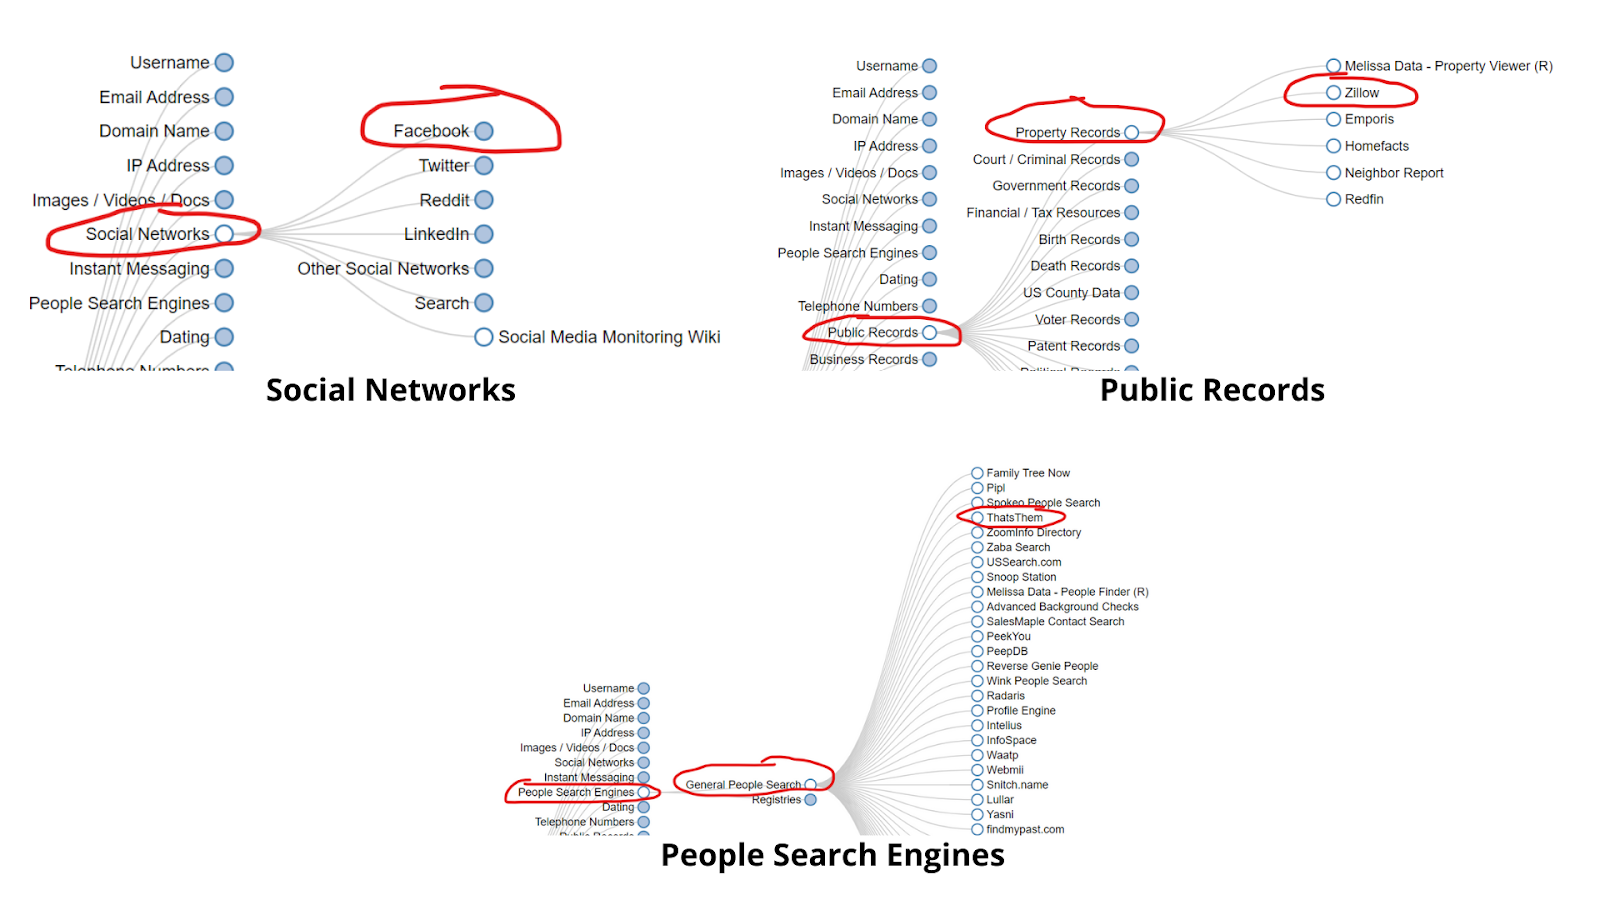 Username
Email Address
Domain Name
IP Address
Images / Videos / Docs
Social Networks
Instant Messaging
People Search Engines
Dating
Telephone Numbers
Facebook
Twitter
Reddit
LinkedIn
Other Social Networks
Search
Social Media Monitoring Wiki
Social Networks
Username
Email Address
Domain Name
IP Address
Images / Videos / Docs
Social Networks
Instant Messaging
People Search Engines
Dating
Telephone Numbers
Public Records
Business Records
Property Records
Court / Criminal Records
Government Records
Financial / Tax Resources
Birth Records
Death Records
US County Data
Voter Records
Patent Records
Political Records
Melissa Data - Property Viewer (R)
Zillow
Emporis
Homefacts
Neighbor Report
Redfin
Public Records
Username
Email Address
Domain Name
IP Address
Images / Videos / Docs
Social Networks
Instant Messaging
People Search Engines
Dating
Telephone Numbers
Public Records
General People Search
Registries
Family Tree Now
Pipl
Spokeo People Search
ThatsThem
ZoomInfo Directory
Zaba Search
USSearch.com
Snoop Station
Melissa Data - People Finder (R)
Advanced Background Checks
SalesMaple Contact Search
PeekYou
PeepDB
Reverse Genie People
Wink People Search
Radaris
Profile Engine
Intelius
InfoSpace
Waatp
Webmii
Snitch.name
Lullar
Yasni
findmypast.com
People Search Engines